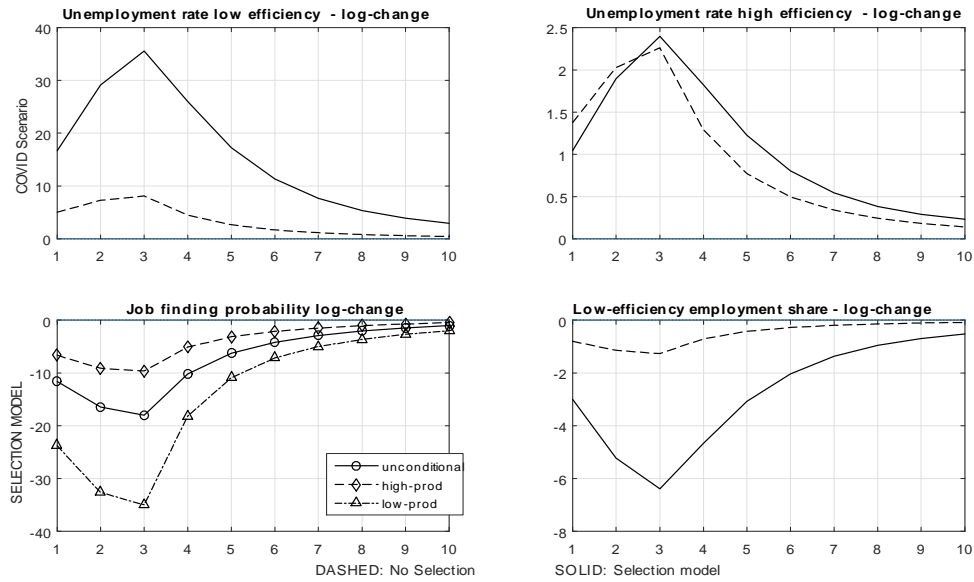 Unemployment rate low efficiency - log-change
COVID Scenario
40
30
20
10
0
1 2 3 4 5 6 7 8 9 10
Unemployment rate high efficiency - log-change
2.5
2
1.5
1
0.5
0
1 2 3 4 5 6 7 8 9 10
Job finding probability log-change
SELECTION MODEL
0
-10
-20
-30
-40
unconditional
high-prod
low-prod
1 2 3 4 5 6 7 8 9 10
Low-efficiency employment share - log-change
0
-2
-4
-6
-8
1 2 3 4 5 6 7 8 9 10
DASHED: No Selection
SOLID: Selection model